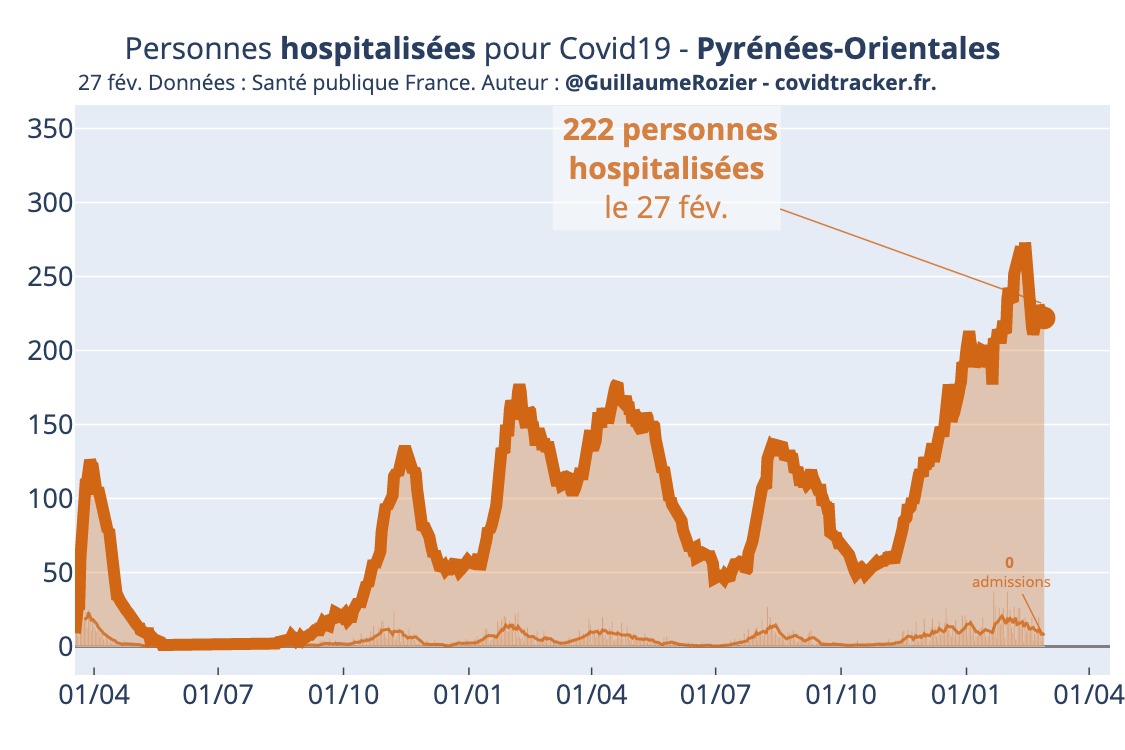 Personnes hospitalisées pour Covid19 - Pyrénées-Orientales
27 fév. Données : Santé publique France. Auteur : @GuillaumeRozier - covidtracker.fr.
350
222 personnes
hospitalisées
le 27 fév.
300
250
200
150
100
50
0
admissions
0
01/04 01/07 01/10 01/01 01/04 01/07 01/10 01/01 01/04